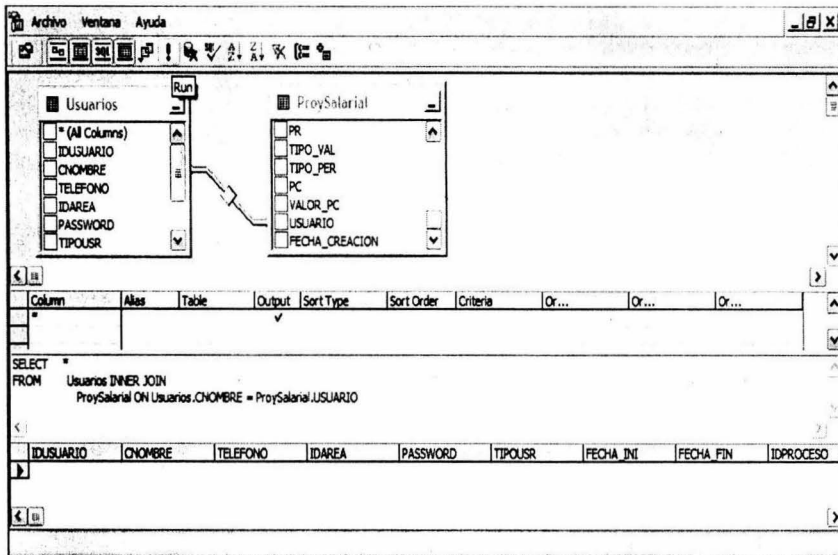 Archivo Ventana Ayuda
SQL
Run
Usuarios
* (All Columns)
IDUSUARIO
CNOMBRE
TELEFONO
IDAREA
PASSWORD
TIPOUSR
ProySalarial
PR
TIPO_VAL
TIPO_PER
PC
VALOR_PC
USUARIO
FECHA_CREACION
Column Alias Table Output Sort Type Sort Order Criteria Or... Or... Or...
*
SELECT *
FROM Usuarios INNER JOIN
ProySalarial ON Usuarios.CNOMBRE = ProySalarial.USUARIO
IDUSUARIO CNOMBRE TELEFONO IDAREA PASSWORD TIPOUSR FECHA_INI FECHA_FIN IDPROCESO